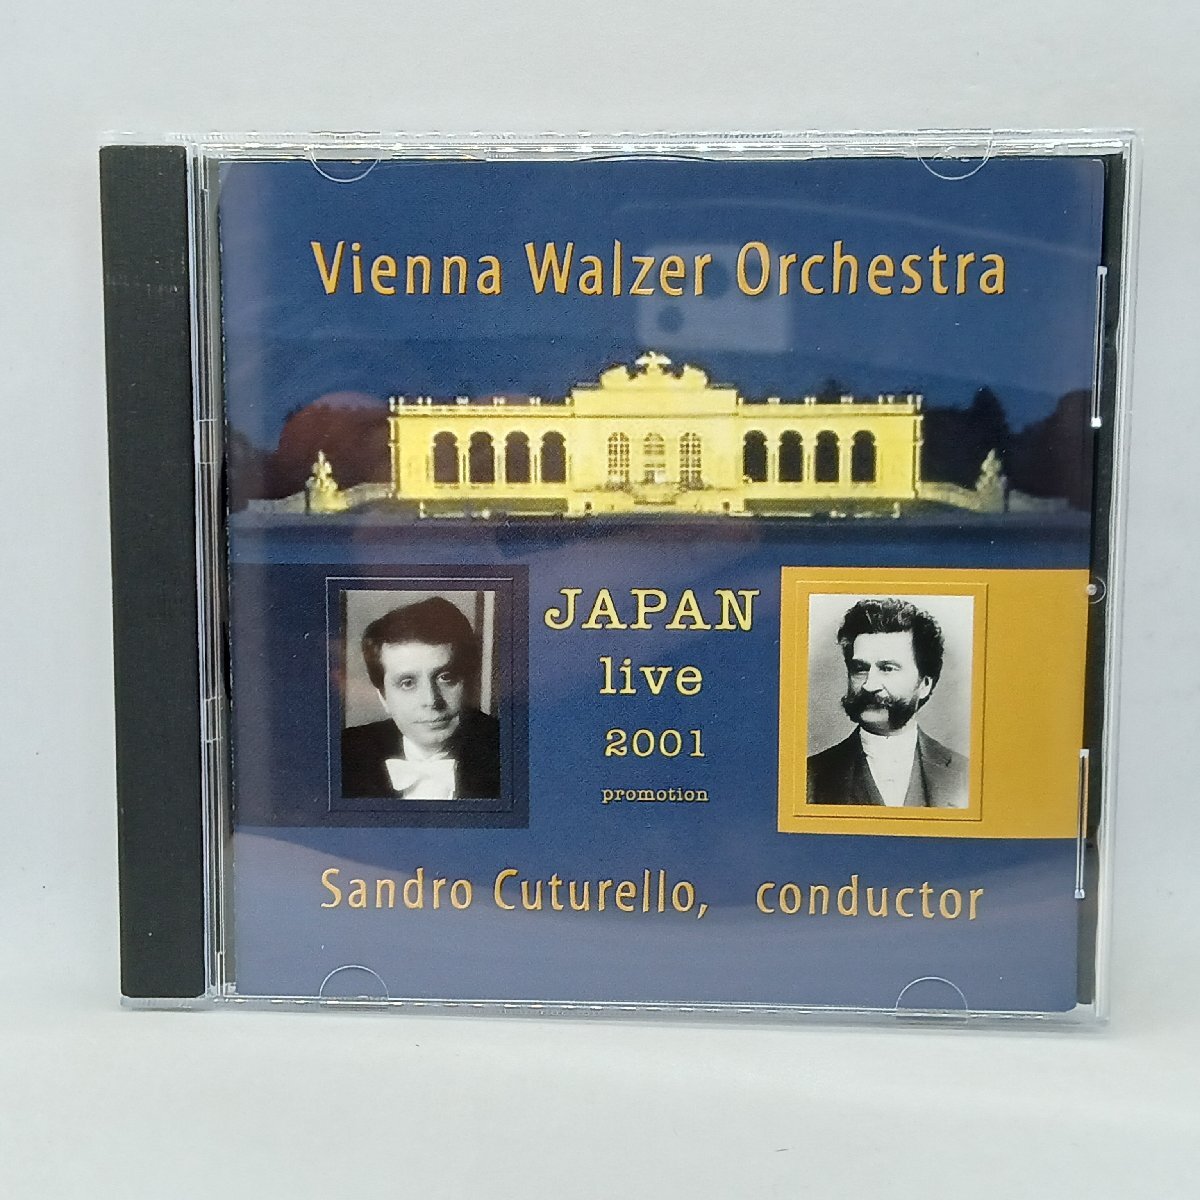 Vienna Walzer Orchestra
JAPAN
live
2001
promotion
Sandro Cuturello, conductor